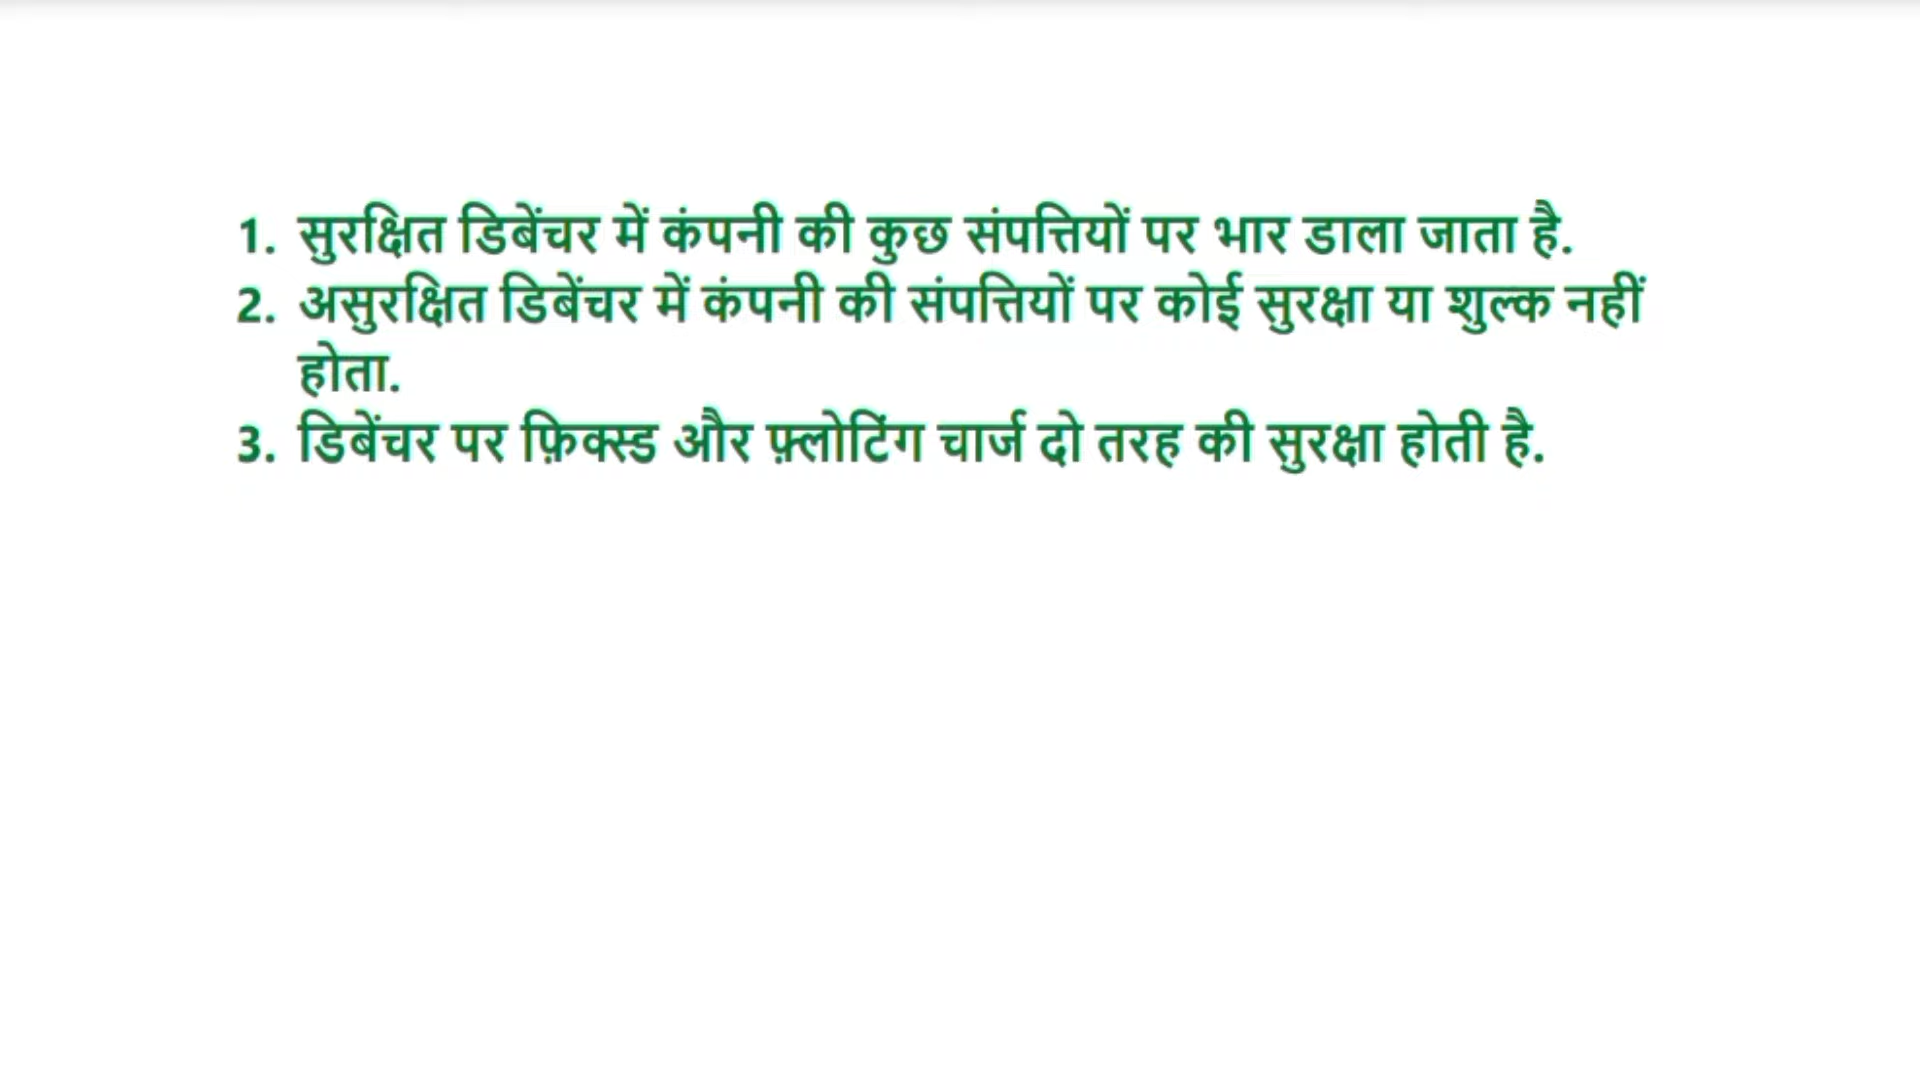 1. सुरक्षित डिबेंचर में कंपनी की कुछ संपत्तियों पर भार डाला जाता है.
2. असुरक्षित डिबेंचर में कंपनी की संपत्तियों पर कोई सुरक्षा या शुल्क नहीं
होता.
3. डिबेंचर पर फ़िक्स्ड और फ़्लोटिंग चार्ज दो तरह की सुरक्षा होती है.